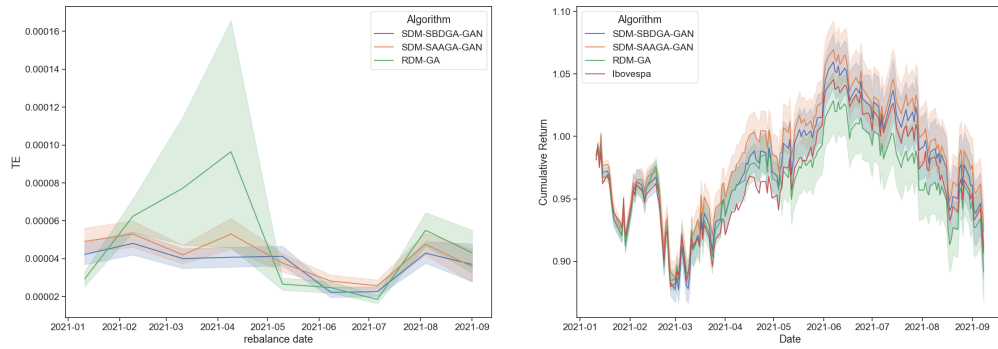 Algorithm
SDM-SBDGA-GAN
SDM-SAAGA-GAN
RDM-GA
0.00016
0.00014
0.00012
0.00010
0.00008
0.00006
0.00004
0.00002
TE
2021-01 2021-02 2021-03 2021-04 2021-05 2021-06 2021-07 2021-08 2021-09
rebalance date
Algorithm
SDM-SBDGA-GAN
SDM-SAAGA-GAN
RDM-GA
Ibovespa
1.10
1.05
1.00
0.95
0.90
Cumulative Return
2021-01 2021-02 2021-03 2021-04 2021-05 2021-06 2021-07 2021-08 2021-09
Date